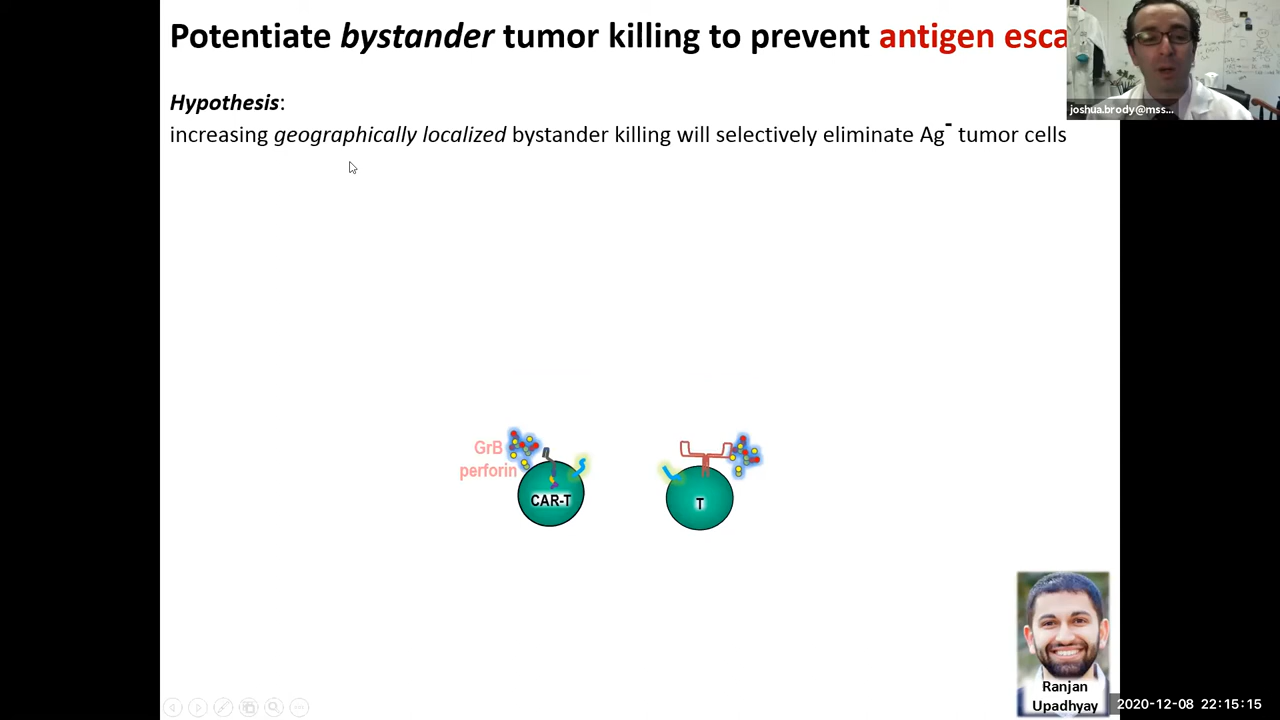 Potentiate bystander tumor killing to prevent antigen esca
joshua.brody@mss...
Hypothesis:
increasing geographically localized bystander killing will selectively eliminate Ag- tumor cells
GrB
perforin
CAR-T
T
Ranjan
Upadhyay
2020-12-08 22:15:15